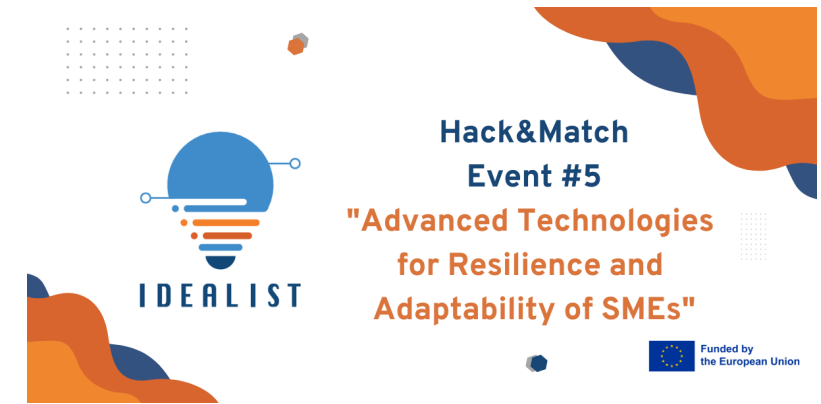 Hack&Match
Event #5
"Advanced Technologies
for Resilience and
Adaptability of SMEs"
IDEALIST
Funded by
the European Union